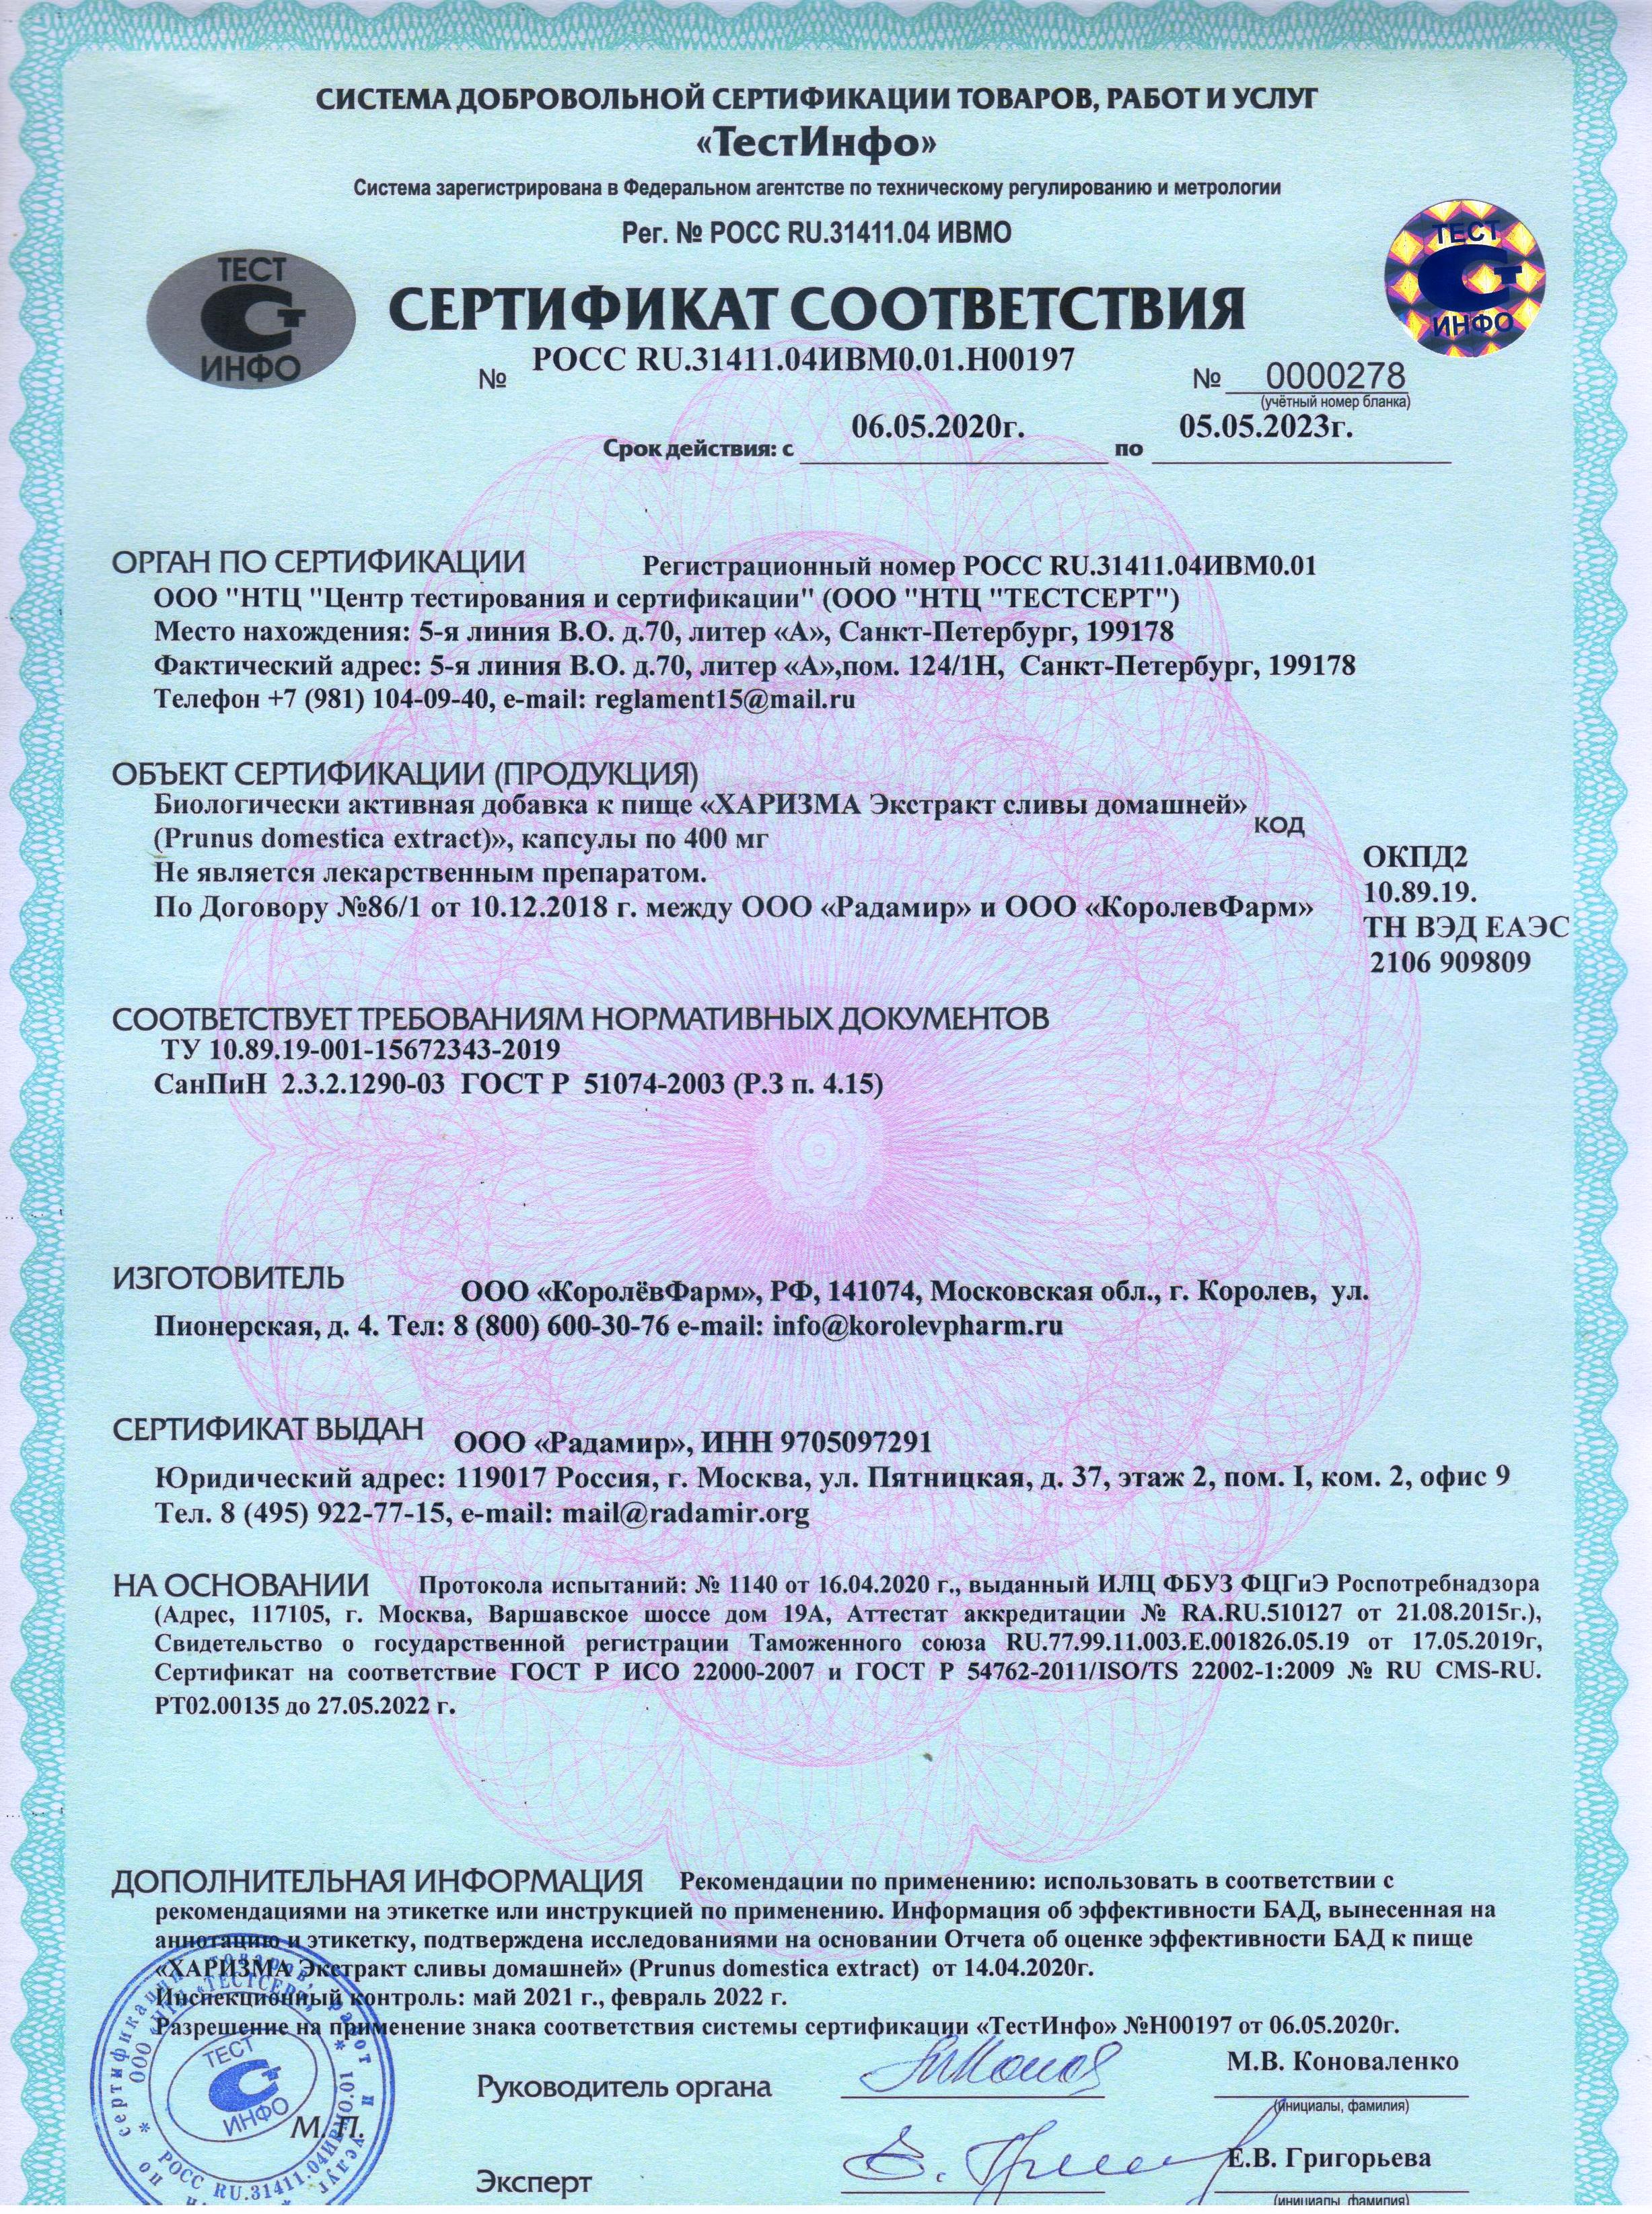 СИСТЕМА ДОБРОВОЛЬНОЙ СЕРТИФИКАЦИИ ТОВАРОВ, РАБОТ И УСЛУГ
«ТестИнфо»
Система зарегистрирована в Федеральном агентстве по техническому регулированию и метрологии
Рег. № РОСС RU.31411.04 ИВМО
ТЕСТ
ИНФО
ТЕСТ
ИНФО
СЕРТИФИКАТ СООТВЕТСТВИЯ
№ РОСС RU.31411.04ИВМ0.01.Н00197
№ 0000278
(учётный номер бланка)
Срок действия: с 06.05.2020г. по 05.05.2023г.
ОРГАН ПО СЕРТИФИКАЦИИ Регистрационный номер РОСС RU.31411.04ИВМ0.01
ООО "НТЦ "Центр тестирования и сертификации" (ООО "НТЦ "ТЕСТСЕРТ")
Место нахождения: 5-я линия В.О. д.70, литер «А», Санкт-Петербург, 199178
Фактический адрес: 5-я линия В.О. д.70, литер «А»,пом. 124/1Н, Санкт-Петербург, 199178
Телефон +7 (981) 104-09-40, e-mail: reglament15@mail.ru
ОБЪЕКТ СЕРТИФИКАЦИИ (ПРОДУКЦИЯ)
Биологически активная добавка к пище «ХАРИЗМА Экстракт сливы домашней»
(Prunus domestica extract)», капсулы по 400 мг
Не является лекарственным препаратом.
По Договору №86/1 от 10.12.2018 г. между ООО «Радамир» и ООО «КоролевФарм»
КОД
ОКПД2
10.89.19.
ТН ВЭД ЕАЭС
2106 909809
СООТВЕТСТВУЕТ ТРЕБОВАНИЯМ НОРМАТИВНЫХ ДОКУМЕНТОВ
ТУ 10.89.19-001-15672343-2019
СанПиН 2.3.2.1290-03 ГОСТ Р 51074-2003 (Р.3 п. 4.15)
ИЗГОТОВИТЕЛЬ ООО «КоролёвФарм», РФ, 141074, Московская обл., г. Королев, ул.
Пионерская, д. 4. Тел: 8 (800) 600-30-76 e-mail: info@korolevpharm.ru
СЕРТИФИКАТ ВЫДАН ООО «Радамир», ИНН 9705097291
Юридический адрес: 119017 Россия, г. Москва, ул. Пятницкая, д. 37, этаж 2, пом. I, ком. 2, офис 9
Тел. 8 (495) 922-77-15, e-mail: mail@radamir.org
НА ОСНОВАНИИ Протокола испытаний: № 1140 от 16.04.2020 г., выданный ИЛЦ ФБУЗ ФЦГиЭ Роспотребнадзора
(Адрес, 117105, г. Москва, Варшавское шоссе дом 19А, Аттестат аккредитации № RA.RU.510127 от 21.08.2015г.),
Свидетельство о государственной регистрации Таможенного союза RU.77.99.11.003.Е.001826.05.19 от 17.05.2019г,
Сертификат на соответствие ГОСТ Р ИСО 22000-2007 и ГОСТ Р 54762-2011/ISO/TS 22002-1:2009 № RU CMS-RU.
РТ02.00135 до 27.05.2022 г.
ДОПОЛНИТЕЛЬНАЯ ИНФОРМАЦИЯ Рекомендации по применению: использовать в соответствии с
рекомендациями на этикетке или инструкцией по применению. Информация об эффективности БАД, вынесенная на
аннотацию и этикетку, подтверждена исследованиями на основании Отчета об оценке эффективности БАД к пище
«ХАРИЗМА Экстракт сливы домашней» (Prunus domestica extract) от 14.04.2020г.
Инспекционный контроль: май 2021 г., февраль 2022 г.
Разрешение на применение знака соответствия системы сертификации «ТестИнфо» №Н00197 от 06.05.2020г.
Руководитель органа М.В. Коноваленко
(инициалы, фамилия)
М. П.
Эксперт Е.В. Григорьева
(инициалы, фамилия)
сертификации товаров, работ и услуг
ООО «НТЦ «ТЕСТСЕРТ»
РОСС RU.31411.04ИВМО.01
ТЕСТ
ИНФО